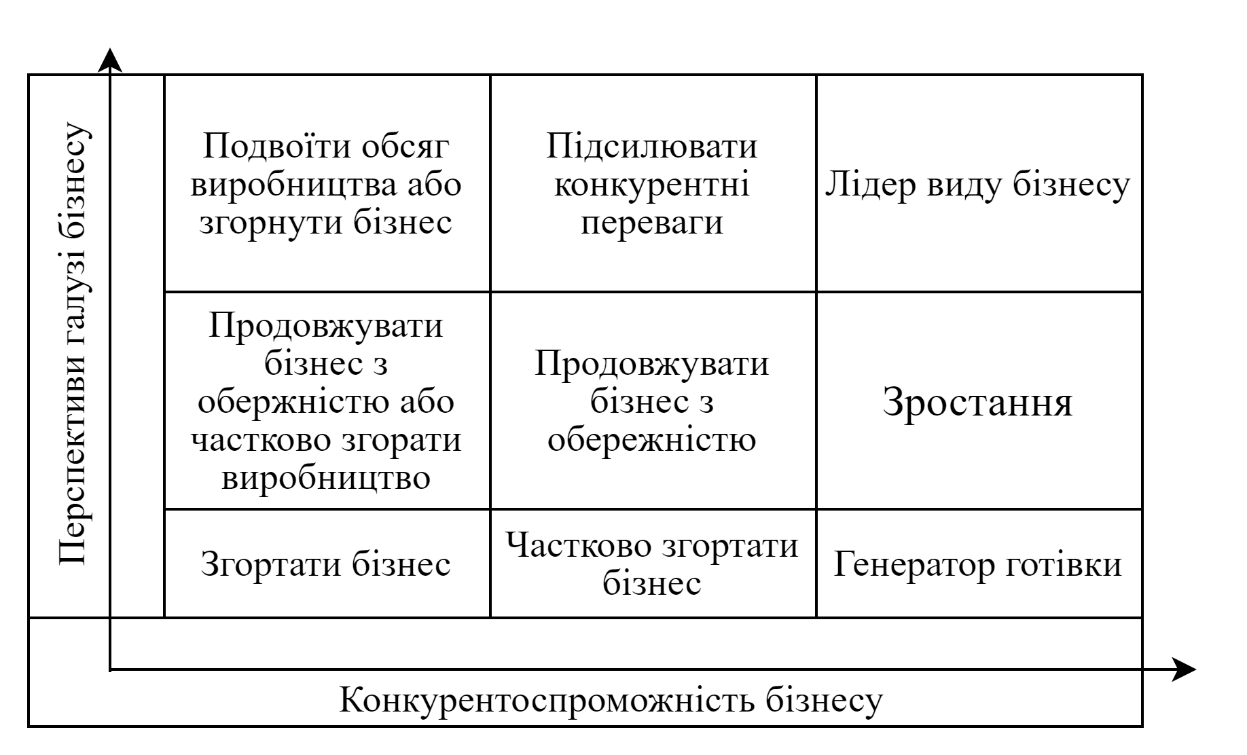 Перспективи галузі бізнесу
Подвоїти обсяг
виробництва або
згорнути бізнес
Підсилювати
конкурентні
переваги
Лідер виду бізнесу
Продовжувати
бізнес з
обержністю або
частково згорати
виробництво
Продовжувати
бізнес з
обережністю
Зростання
Згортати бізнес
Частково згортати
бізнес
Генератор готівки
Конкурентоспроможність бізнесу